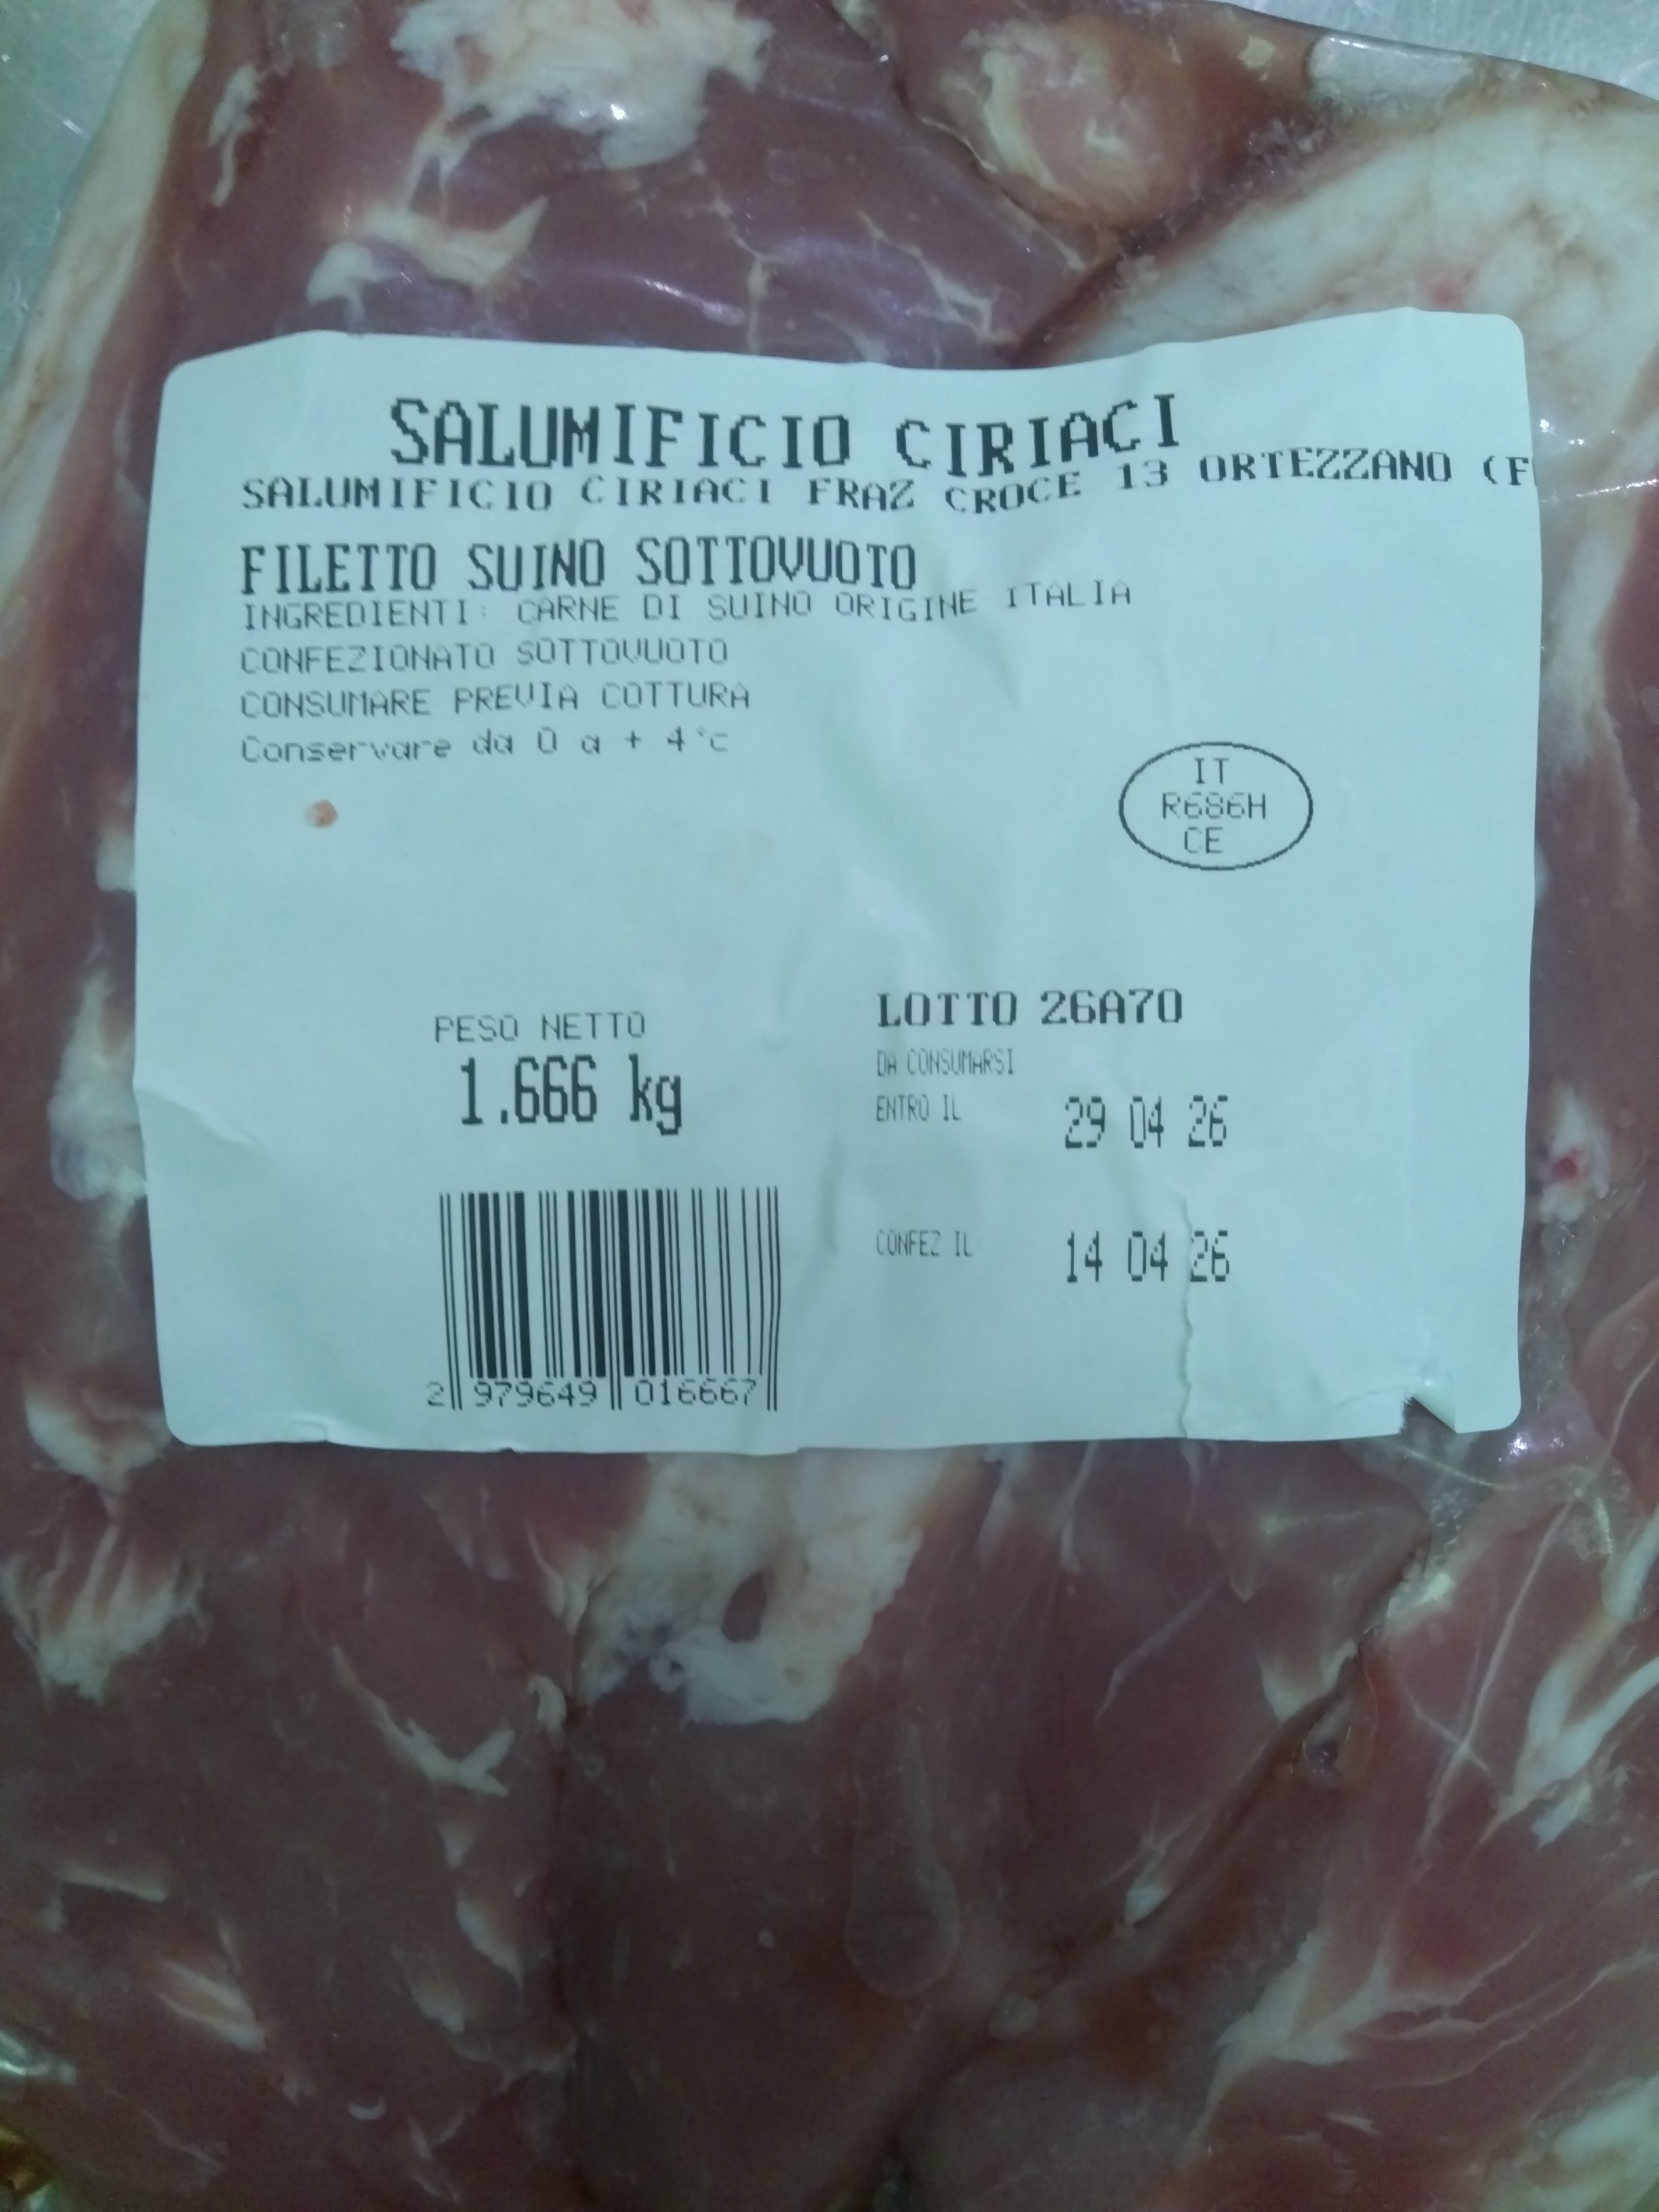 SALUMIFICIO CIRIACI
SALUMIFICIO CIRIACI FRAZ CROCE 13 ORTEZZANO (F
FILETTO SUINO SOTTOVUOTO
INGREDIENTI: CARNE DI SUINO ORIGINE ITALIA
CONFEZIONATO SOTTOVUOTO
CONSUMARE PREVIA COTTURA
Conservare da 0 a + 4°c
IT
R686H
CE
PESO NETTO
1.666 kg
LOTTO 26A70
DA CONSUMARSI
ENTRO IL 29 04 26
CONFEZ IL 14 04 26
2 979649 016667